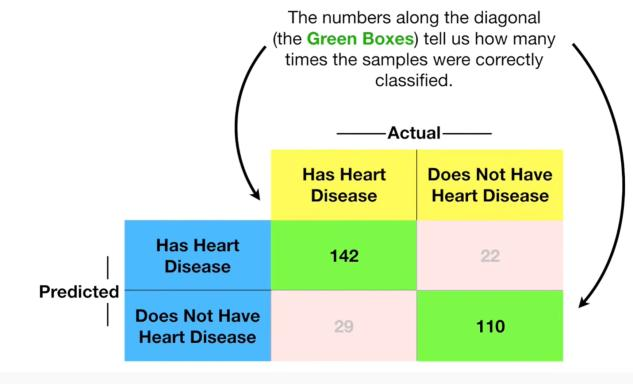 The numbers along the diagonal
(the Green Boxes) tell us how many
times the samples were correctly
classified.
Actual
Has Heart
Disease
Does Not Have
Heart Disease
Predicted
Has Heart
Disease
142
22
Does Not Have
Heart Disease
29
110